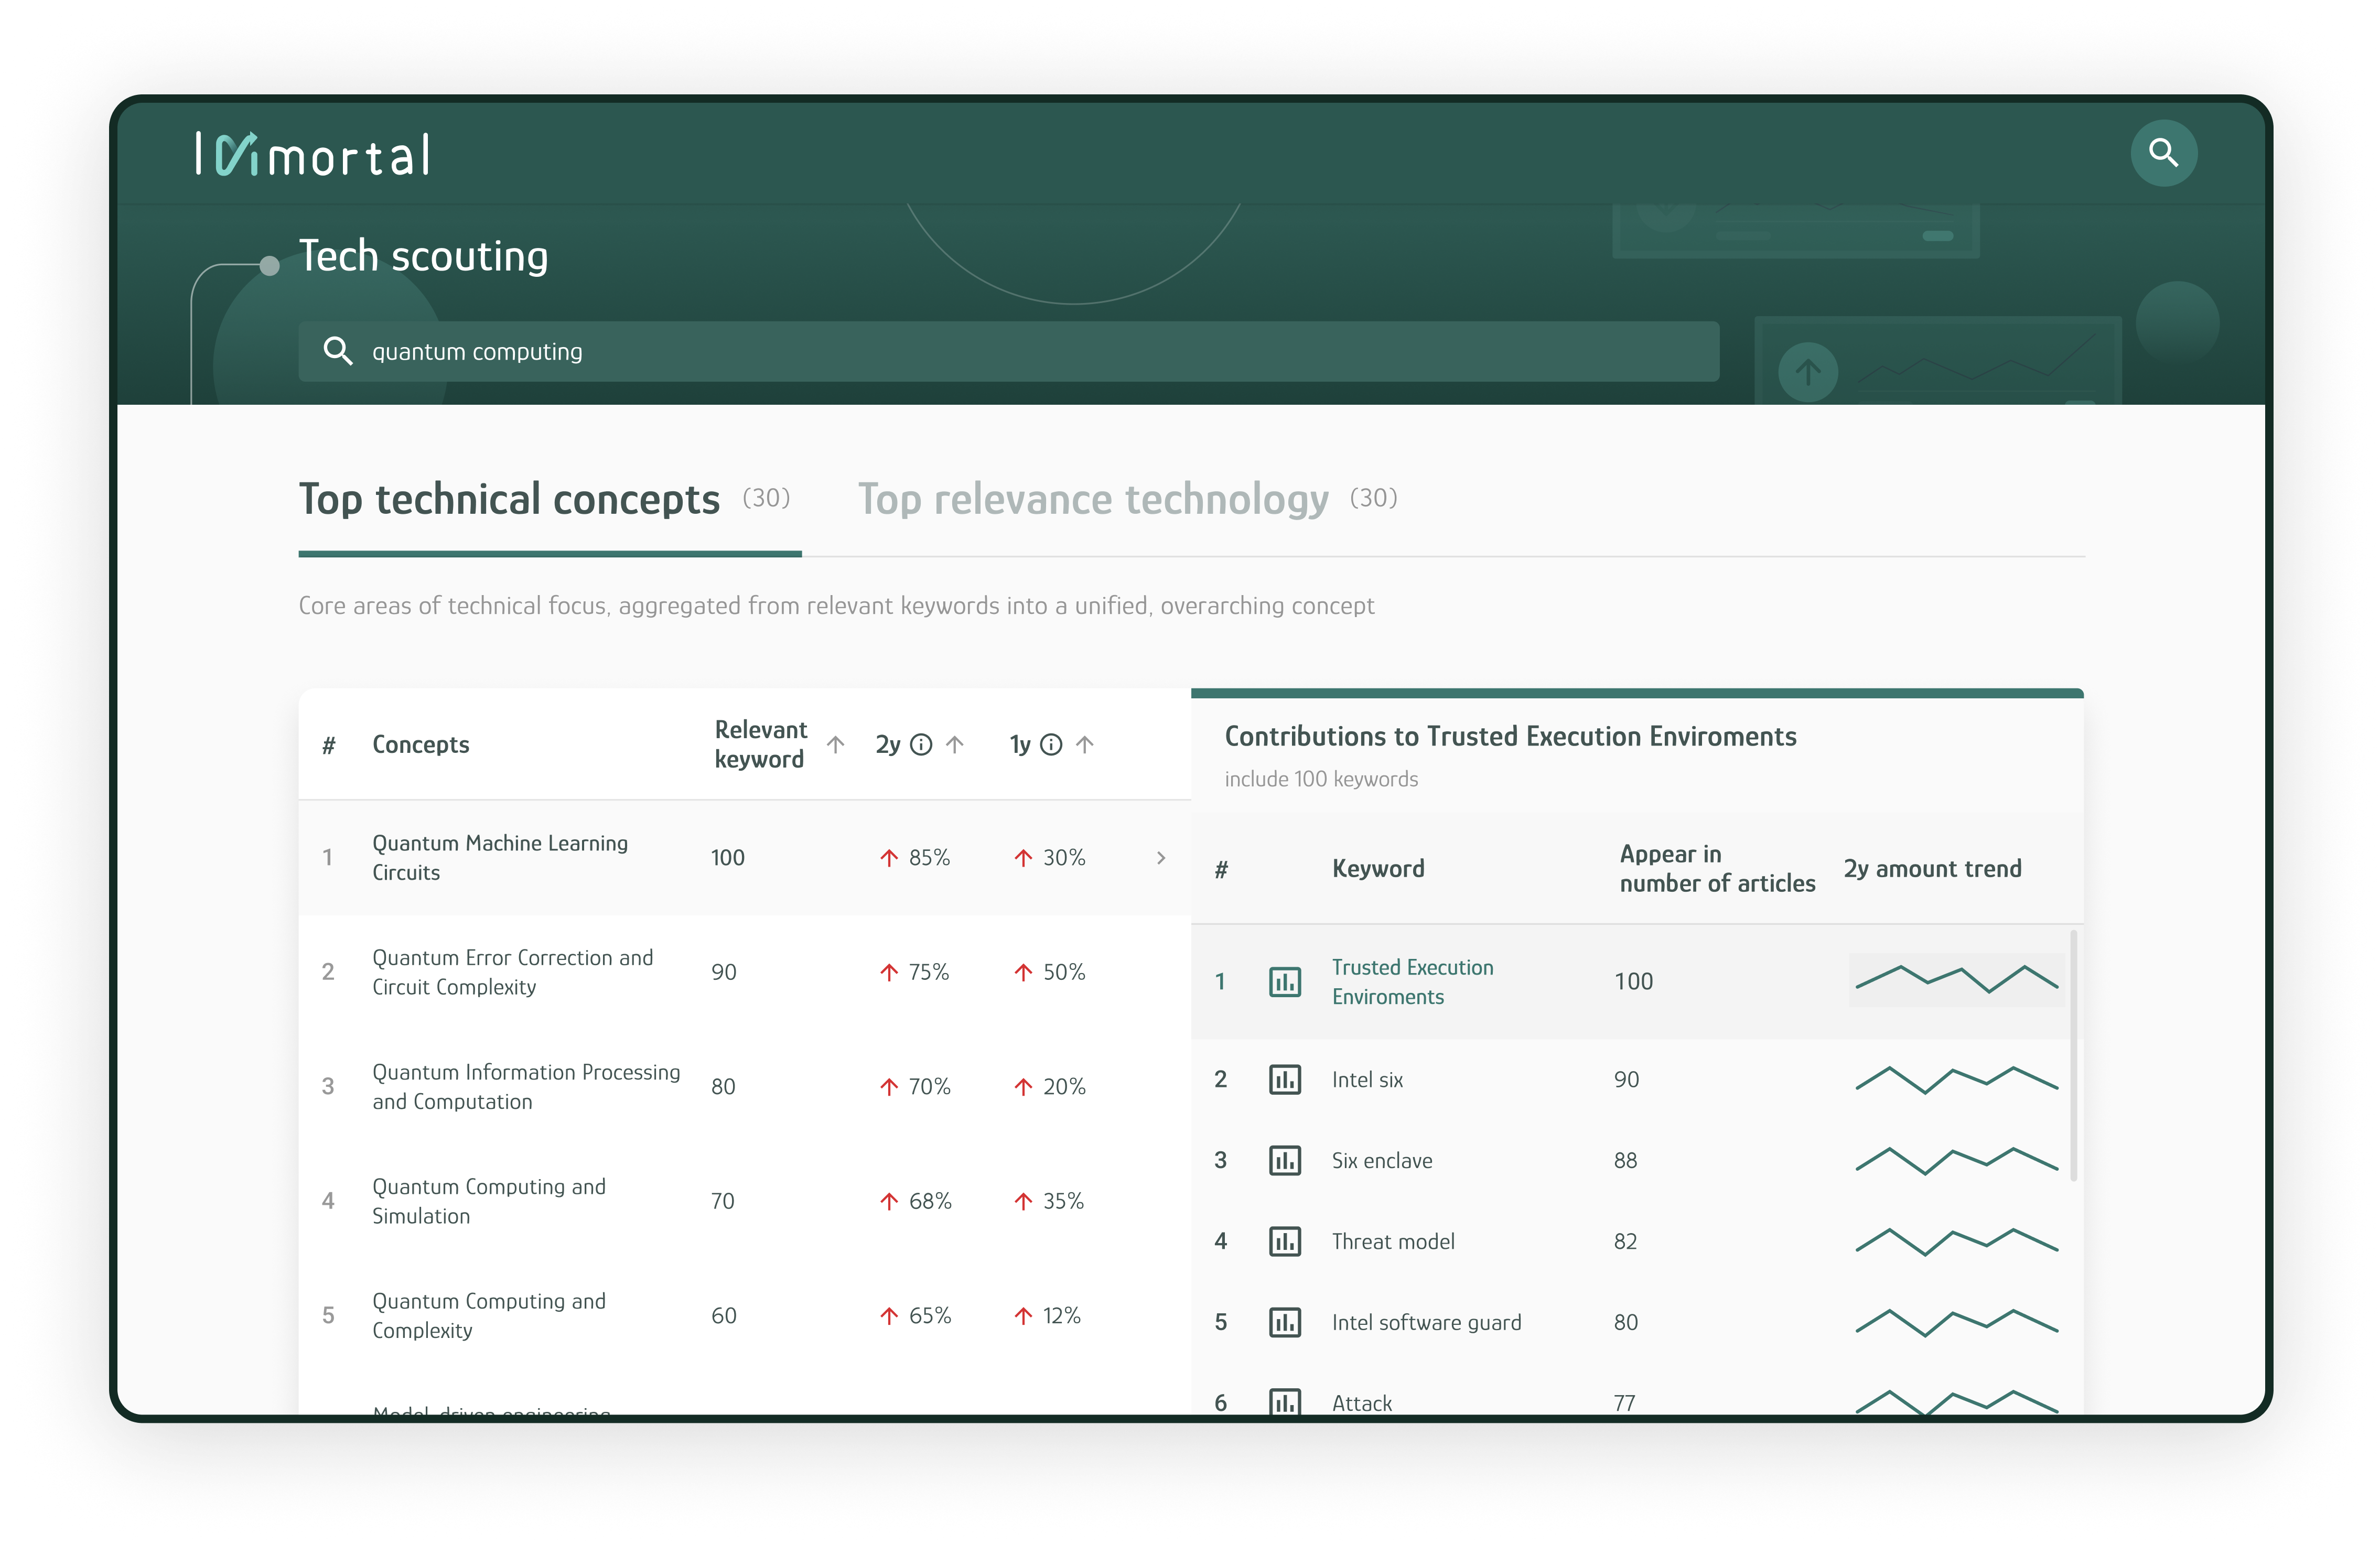 Immortal
Tech scouting
quantum computing
Top technical concepts (30) Top relevance technology (30)
Core areas of technical focus, aggregated from relevant keywords into a unified, overarching concept
# Concepts Relevant keyword 2y 1y
1 Quantum Machine Learning
Circuits 100 85% 30%
2 Quantum Error Correction and
Circuit Complexity 90 75% 50%
3 Quantum Information Processing
and Computation 80 70% 20%
4 Quantum Computing and
Simulation 70 68% 35%
5 Quantum Computing and
Complexity 60 65% 12%
Model-driven engineering
Contributions to Trusted Execution Enviroments
include 100 keywords
# Keyword Appear in
number of articles 2y amount trend
1 Trusted Execution
Enviroments 100
2 Intel six 90
3 Six enclave 88
4 Threat model 82
5 Intel software guard 80
6 Attack 77